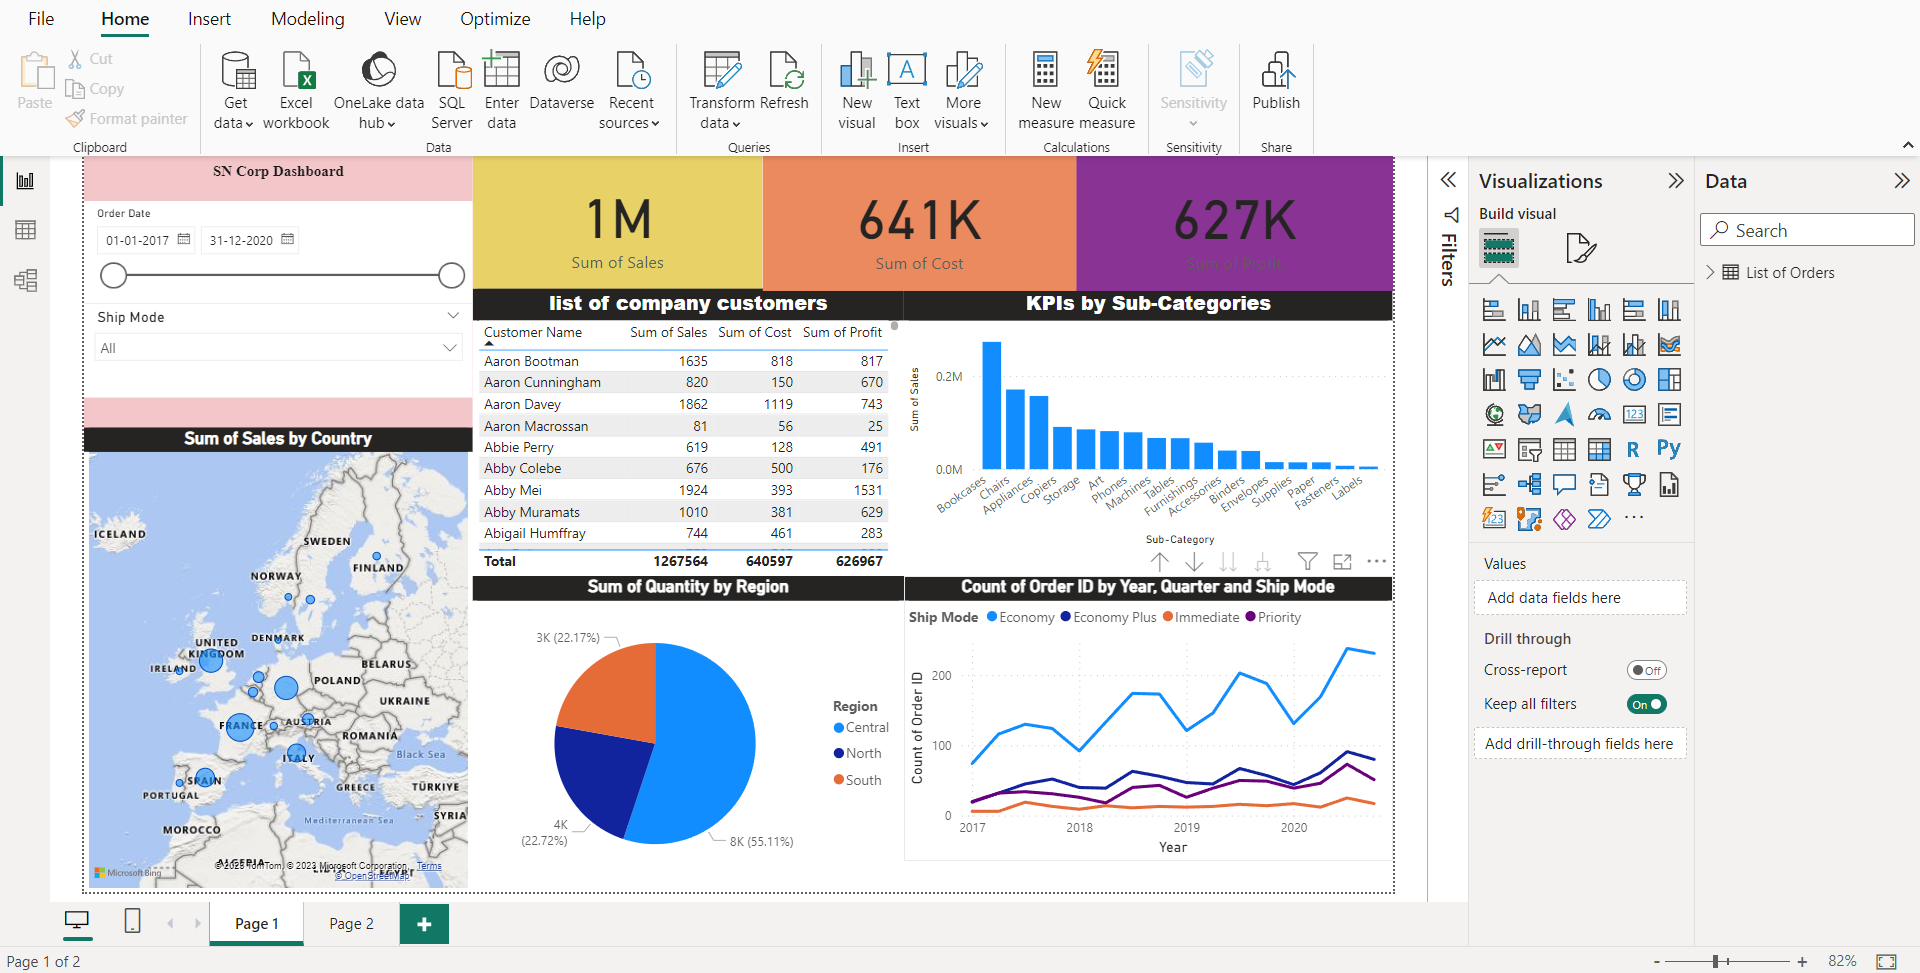 File Home Insert Modeling View Optimize Help
Paste
Cut
Copy
Format painter
Clipboard
Get data
Excel workbook
OneLake data hub
SQL Server
Enter data
Dataverse
Recent sources
Data
Transform data
Refresh
Queries
New visual
Text box
More visuals
Insert
New measure
Quick measure
Calculations
Sensitivity
Sensitivity
Publish
Share
SN Corp Dashboard
Order Date
01-01-2017 31-12-2020
Ship Mode
All
1M
Sum of Sales
641K
Sum of Cost
627K
Sum of Profit
list of company customers
Customer Name Sum of Sales Sum of Cost Sum of Profit
Aaron Bootman 1635 818 817
Aaron Cunningham 820 150 670
Aaron Davey 1862 1119 743
Aaron Macrossan 81 56 25
Abbie Perry 619 128 491
Abby Colebe 676 500 176
Abby Mei 1924 393 1531
Abby Muramats 1010 381 629
Abigail Humffray 744 461 283
Total 1267564 640597 626967
KPIs by Sub-Categories
Sum of Sales
0.2M
0.0M
Bookcases
Chairs
Appliances
Copiers
Storage
Art
Phones
Machines
Tables
Furnishings
Accessories
Binders
Envelopes
Supplies
Paper
Fasteners
Labels
Sub-Category
Sum of Sales by Country
ICELAND
SWEDEN
FINLAND
NORWAY
UNITED KINGDOM
DENMARK
IRELAND
BELARUS
POLAND
UKRAINE
FRANCE
AUSTRIA
ROMANIA
Black Sea
ITALY
SPAIN
PORTUGAL
GREECE
TÜRKIYE
Mediterranean Sea
SYRIA
MOROCCO
ALGERIA
EGYPT
Microsoft Bing
© 2023 TomTom, © 2023 Microsoft Corporation, Terms
© OpenStreetMap
Sum of Quantity by Region
3K (22.17%)
4K
(22.72%)
8K (55.11%)
Region
Central
North
South
Count of Order ID by Year, Quarter and Ship Mode
Ship Mode Economy Economy Plus Immediate Priority
Count of Order ID
200
100
0
2017 2018 2019 2020
Year
Filters
Visualizations
Build visual
123
R
Py
123
Values
Add data fields here
Drill through
Cross-report Off
Keep all filters On
Add drill-through fields here
Data
Search
List of Orders
Page 1 Page 2 +
Page 1 of 2
- + 82%